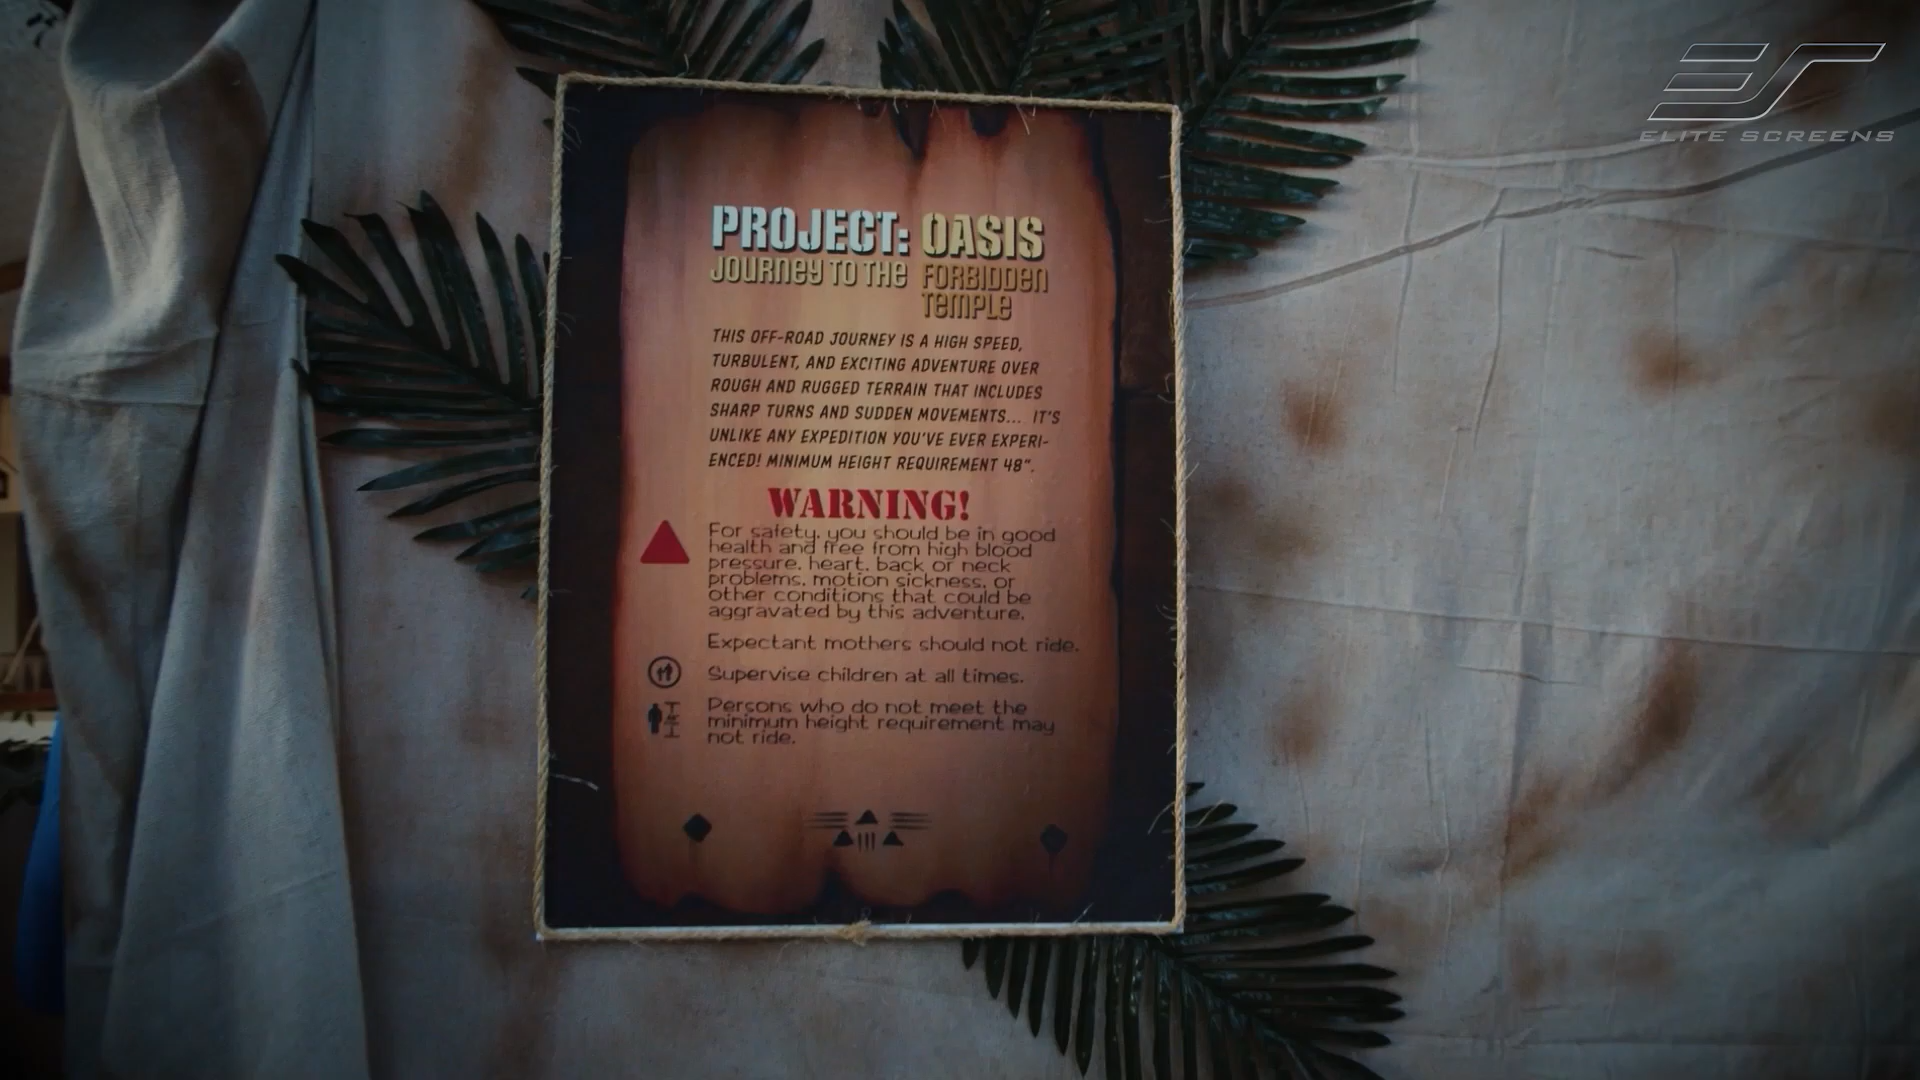 PROJECT: OASIS
JOURNEY TO THE FORBIDDEN
TEMPLE
THIS OFF-ROAD JOURNEY IS A HIGH SPEED,
TURBULENT, AND EXCITING ADVENTURE OVER
ROUGH AND RUGGED TERRAIN THAT INCLUDES
SHARP TURNS AND SUDDEN MOVEMENTS... IT'S
UNLIKE ANY EXPEDITION YOU'VE EVER EXPERI-
ENCED! MINIMUM HEIGHT REQUIREMENT 48".
WARNING!
For safety, you should be in good
health and free from high blood
pressure, heart, back or neck
problems, motion sickness, or
other conditions that could be
aggravated by this adventure.
Expectant mothers should not ride.
Supervise children at all times.
Persons who do not meet the
minimum height requirement may
not ride.
ES
ELITE SCREENS